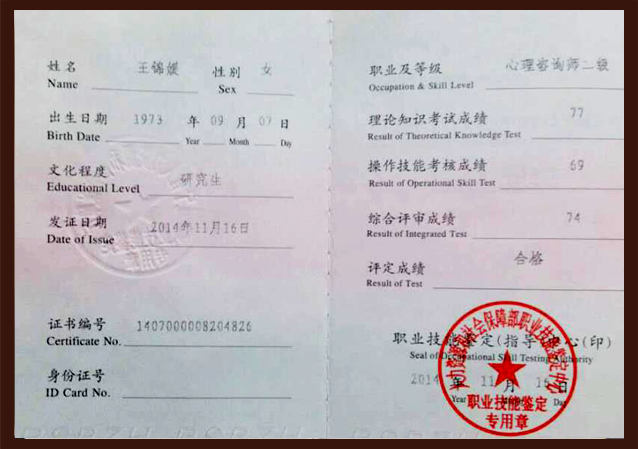 姓名 王锦媛 性别 女
Name Sex
出生日期 1973 年 09 月 07 日
Birth Date Year Month Day
文化程度 研究生
Educational Level
发证日期 2014年11月16日
Date of Issue
证书编号 1407000008204826
Certificate No.
身份证号
ID Card No.
职业及等级 心理咨询师二级
Occupation & Skill Level
理论知识考试成绩 77
Result of Theoretical Knowledge Test
操作技能考核成绩 69
Result of Operational Skill Test
综合评审成绩 74
Result of Integrated Test
评定成绩 合格
Result of Test
职业技能鉴定(指导)中心(印)
Seal of Occupational Skill Testing Authority
2014 年 11 月 16 日
Year Month Day
人力资源和社会保障部职业技能鉴定中心
职业技能鉴定
专用章